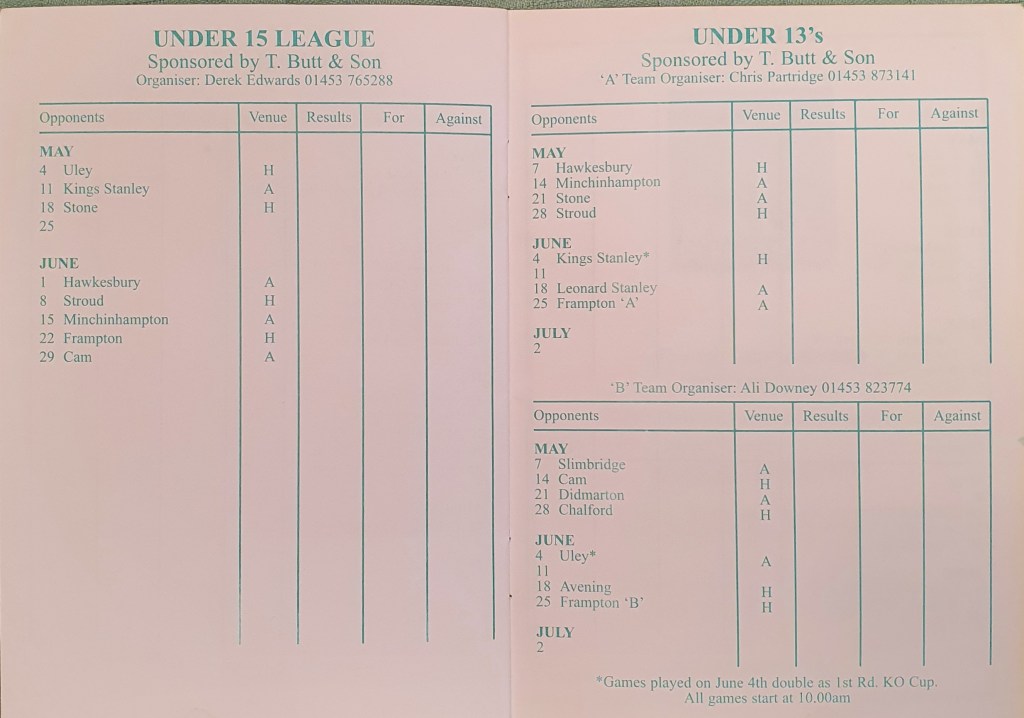 UNDER 15 LEAGUE
Sponsored by T. Butt & Son
Organiser: Derek Edwards 01453 765288
Opponents Venue Results For Against
MAY
4 Uley H
11 Kings Stanley A
18 Stone H
25
JUNE
1 Hawkesbury A
8 Stroud H
15 Minchinhampton A
22 Frampton H
29 Cam A
UNDER 13's
Sponsored by T. Butt & Son
'A' Team Organiser: Chris Partridge 01453 873141
Opponents Venue Results For Against
MAY
7 Hawkesbury H
14 Minchinhampton A
21 Stone A
28 Stroud H
JUNE
4 Kings Stanley* H
11
18 Leonard Stanley A
25 Frampton 'A' A
JULY
2
'B' Team Organiser: Ali Downey 01453 823774
Opponents Venue Results For Against
MAY
7 Slimbridge A
14 Cam H
21 Didmarton A
28 Chalford H
JUNE
4 Uley* A
11
18 Avening H
25 Frampton 'B' H
JULY
2
*Games played on June 4th double as 1st Rd. KO Cup.
All games start at 10.00am